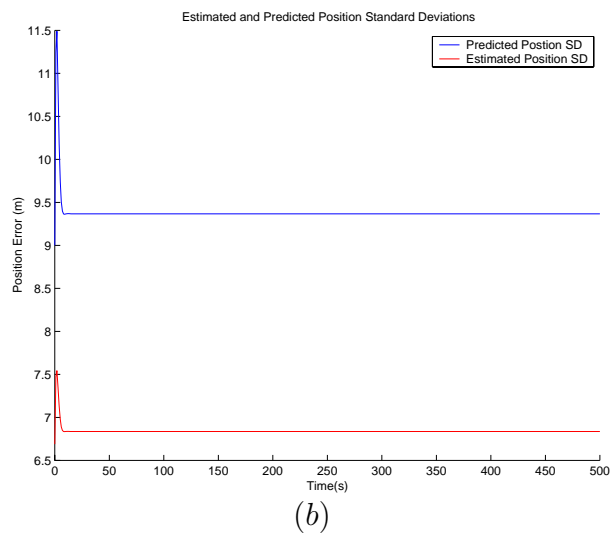 Estimated and Predicted Position Standard Deviations
11.5
11
10.5
10
9.5
9
8.5
8
7.5
7
6.5
Position Error (m)
Predicted Postion SD
Estimated Position SD
0 50 100 150 200 250 300 350 400 450 500
Time(s)
(b)